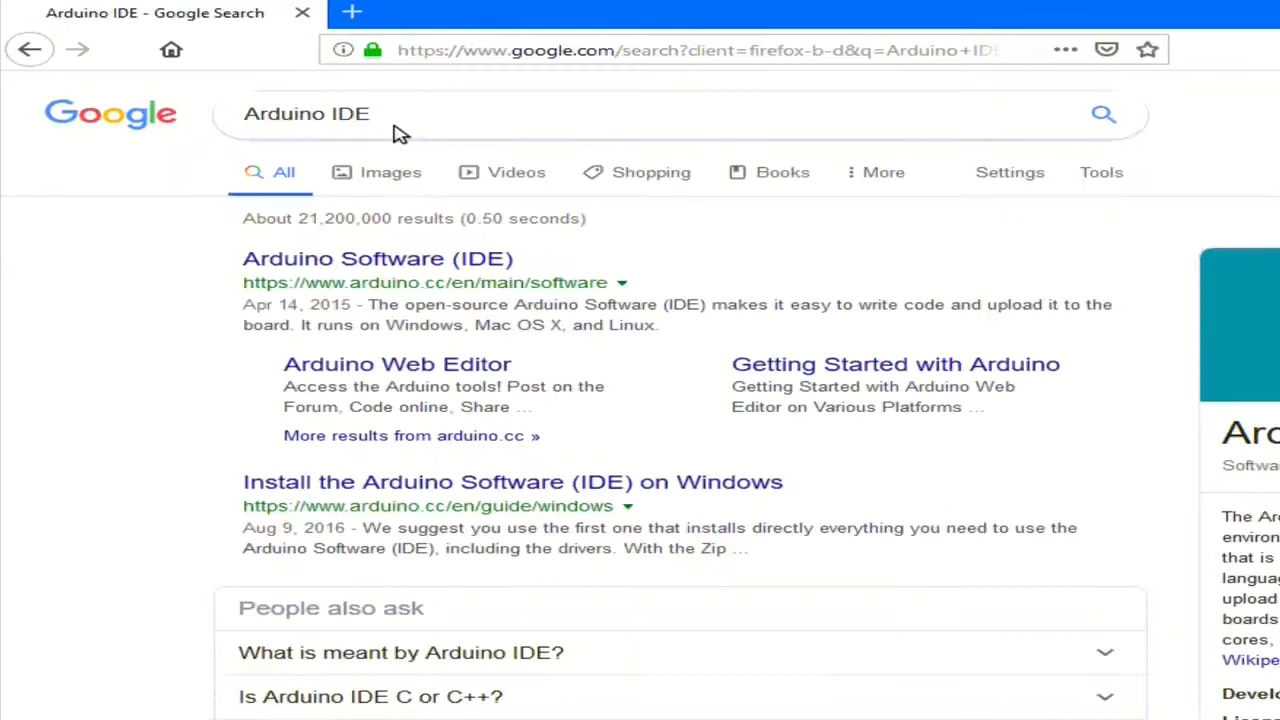 Arduino IDE - Google Search
https://www.google.com/search?client=firefox-b-d&q=Arduino+IDE
Google
Arduino IDE
All Images Videos Shopping Books More Settings Tools
About 21,200,000 results (0.50 seconds)
Arduino Software (IDE)
https://www.arduino.cc/en/main/software
Apr 14, 2015 - The open-source Arduino Software (IDE) makes it easy to write code and upload it to the
board. It runs on Windows, Mac OS X, and Linux.
Arduino Web Editor
Access the Arduino tools! Post on the
Forum, Code online, Share ...
Getting Started with Arduino
Getting Started with Arduino Web
Editor on Various Platforms ...
More results from arduino.cc »
Install the Arduino Software (IDE) on Windows
https://www.arduino.cc/en/guide/windows
Aug 9, 2016 - We suggest you use the first one that installs directly everything you need to use the
Arduino Software (IDE), including the drivers. With the Zip ...
People also ask
What is meant by Arduino IDE?
Is Arduino IDE C or C++?
Arc
Softwa
The Ar
environ
that is
langua
upload
boards
cores,
Wikipe
Develo